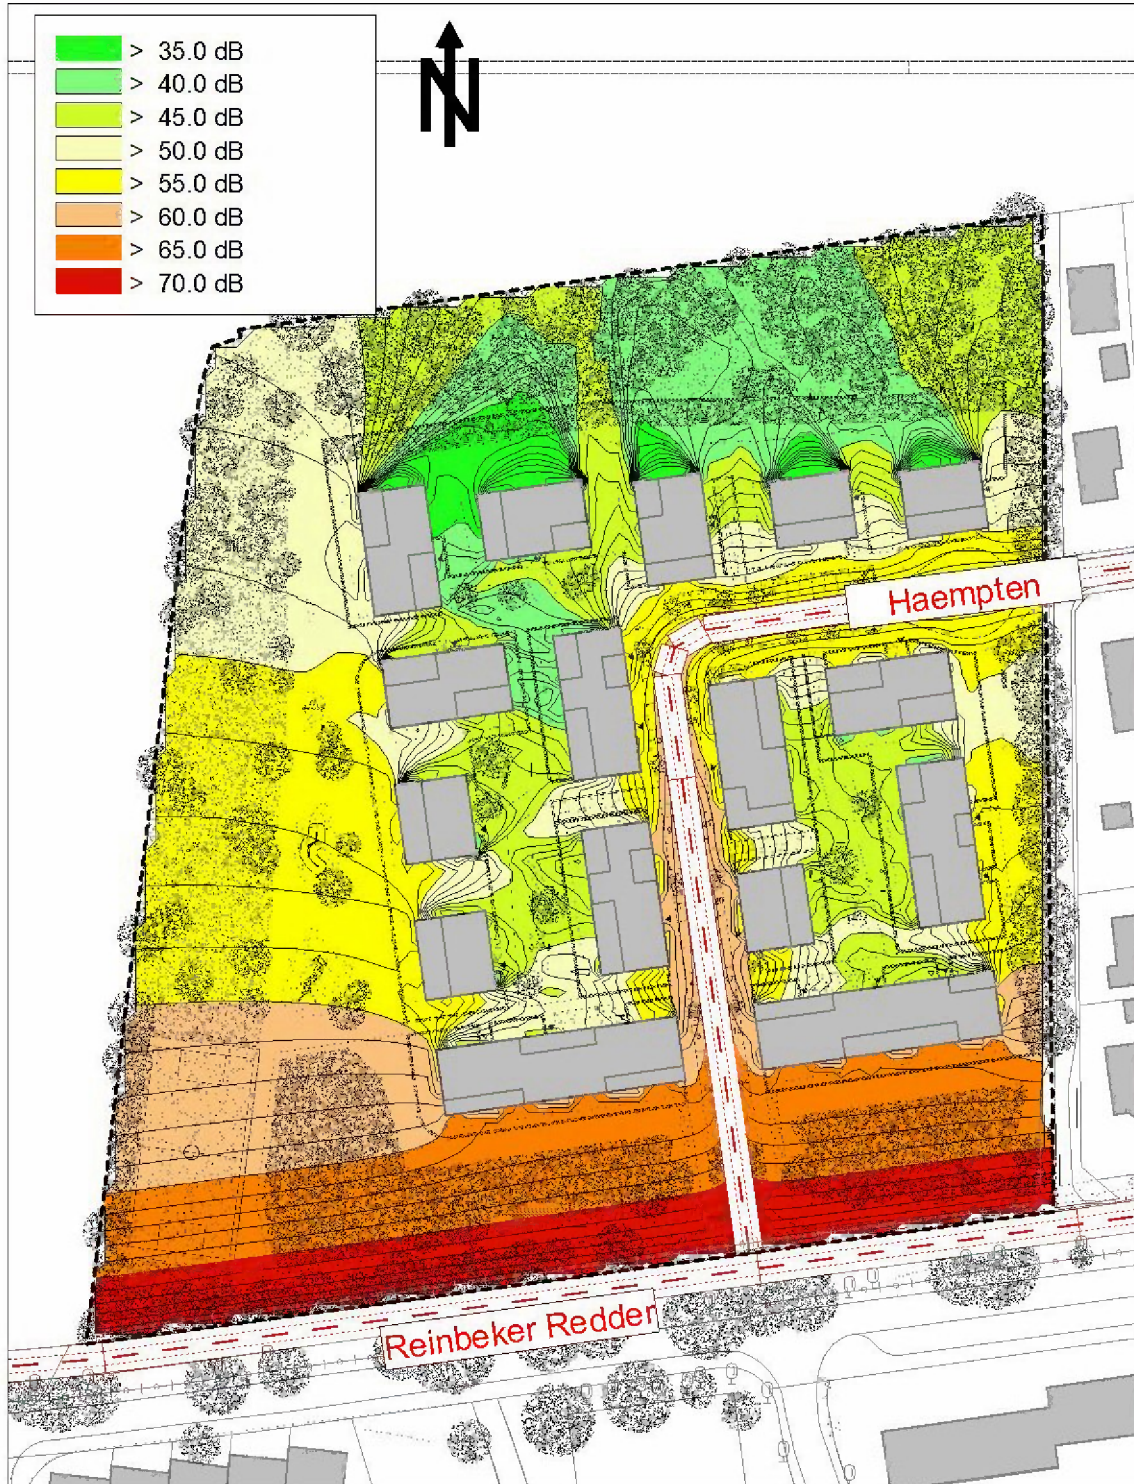 > 35.0 dB
> 40.0 dB
> 45.0 dB
> 50.0 dB
> 55.0 dB
> 60.0 dB
> 65.0 dB
> 70.0 dB
N
Haempten
Reinbeker Redder